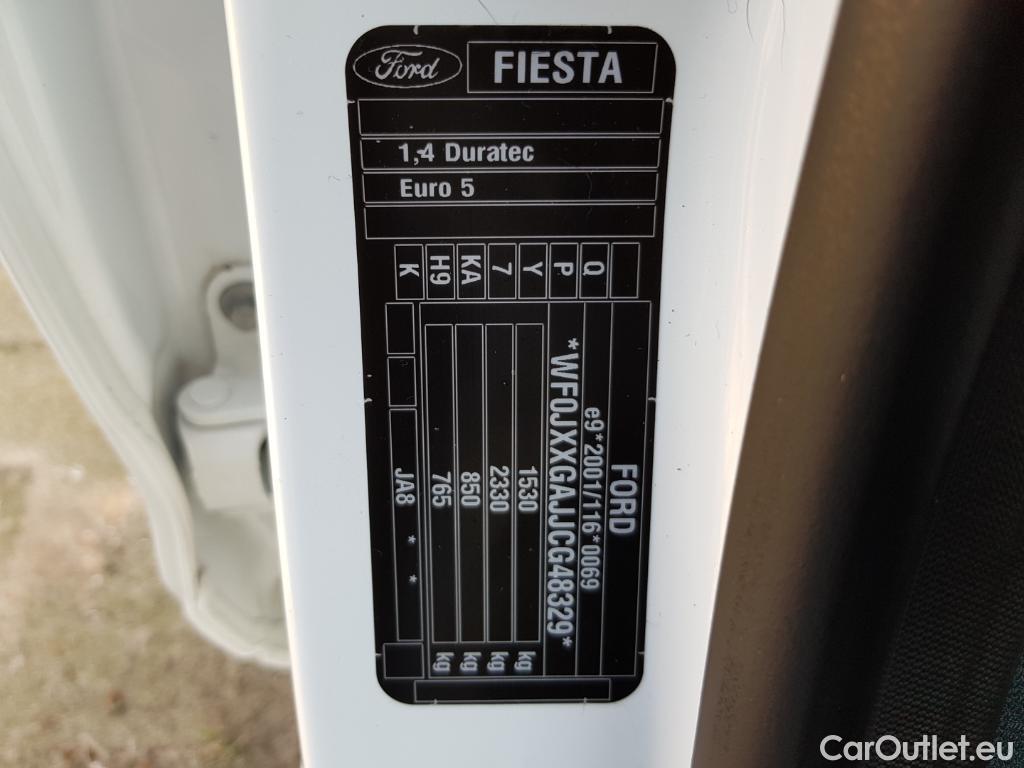 Ford FIESTA
1,4 Duratec
Euro 5
K H9 KA 7 Y P Q
FORD
e9*2001/116*0069
*WF0JXXGAJJCG48329*
1530 kg
2330 kg
850 kg
765 kg
JA8 * *
CarOutlet.eu